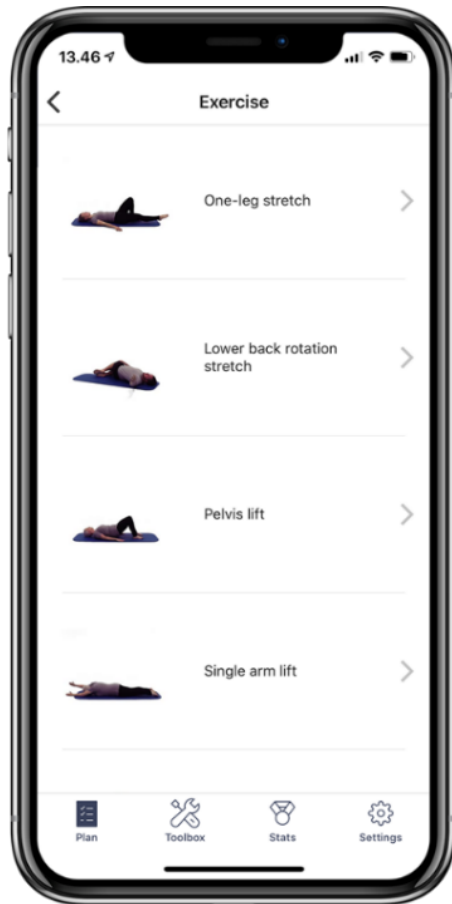 13.46
Exercise
One-leg stretch
Lower back rotation
stretch
Pelvis lift
Single arm lift
Plan
Toolbox
Stats
Settings